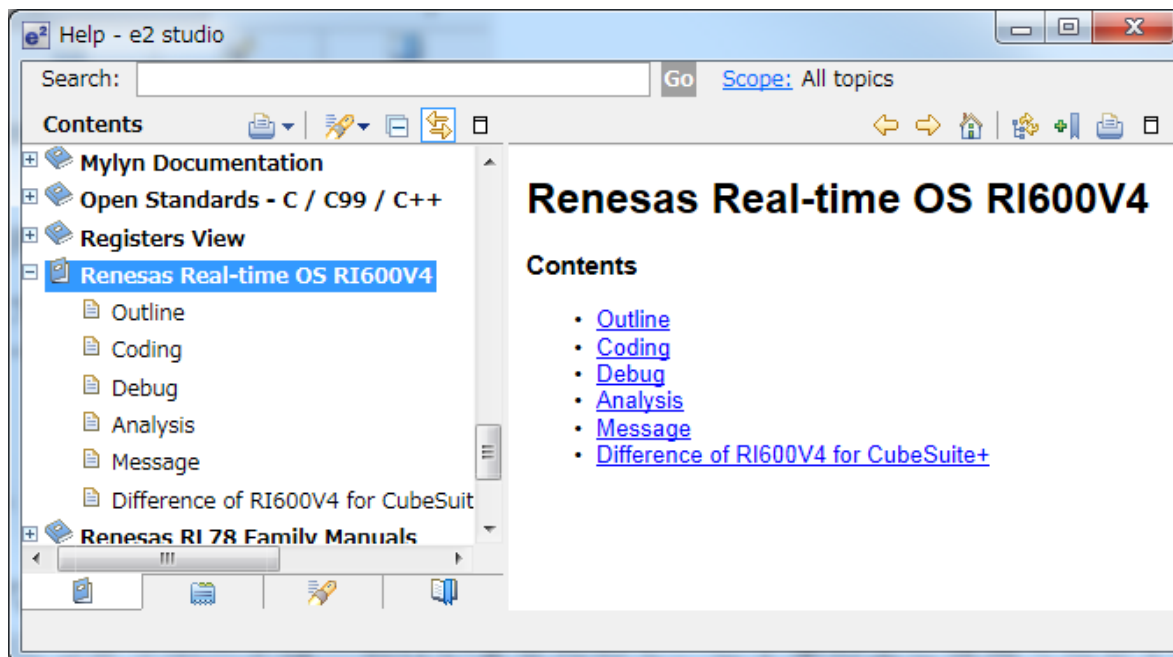 e² Help - e2 studio
Search: Go Scope: All topics
Contents
Mylyn Documentation
Open Standards - C / C99 / C++
Registers View
Renesas Real-time OS RI600V4
Outline
Coding
Debug
Analysis
Message
Difference of RI600V4 for CubeSuit
Renesas RL78 Family Manuals
Renesas Real-time OS RI600V4
Contents
• Outline
• Coding
• Debug
• Analysis
• Message
• Difference of RI600V4 for CubeSuite+